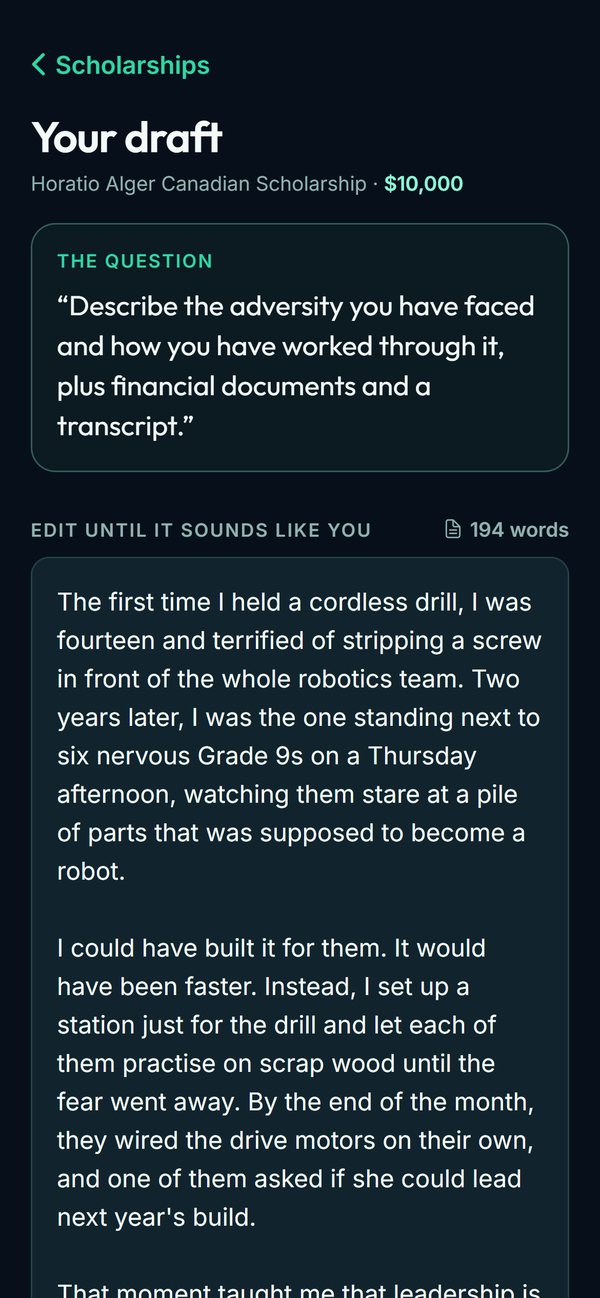 Scholarships
Your draft
Horatio Alger Canadian Scholarship · $10,000
THE QUESTION
“Describe the adversity you have faced
and how you have worked through it,
plus financial documents and a
transcript.”
EDIT UNTIL IT SOUNDS LIKE YOU
194 words
The first time I held a cordless drill, I was
fourteen and terrified of stripping a screw
in front of the whole robotics team. Two
years later, I was the one standing next to
six nervous Grade 9s on a Thursday
afternoon, watching them stare at a pile
of parts that was supposed to become a
robot.
I could have built it for them. It would
have been faster. Instead, I set up a
station just for the drill and let each of
them practise on scrap wood until the
fear went away. By the end of the month,
they wired the drive motors on their own,
and one of them asked if she could lead
next year's build.
That moment taught me that leadership is